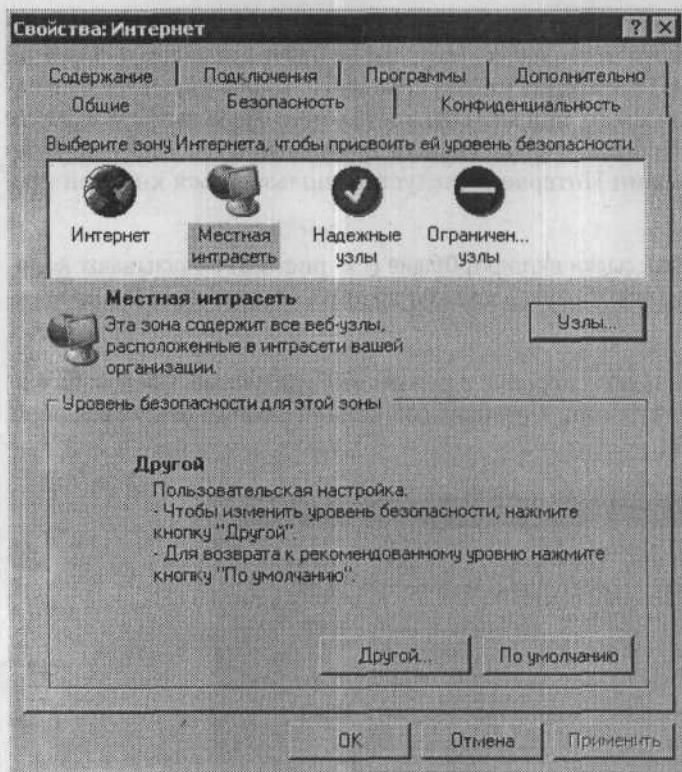 Свойства: Интернет
Содержание Подключения Программы Дополнительно
Общие Безопасность Конфиденциальность
Выберите зону Интернета, чтобы присвоить ей уровень безопасности.
Интернет Местная интрасеть Надежные узлы Ограничен... узлы
Местная интрасеть
Эта зона содержит все веб-узлы,
расположенные в интрасети вашей
организации.
Узлы...
Уровень безопасности для этой зоны
Другой
Пользовательская настройка.
- Чтобы изменить уровень безопасности, нажмите
кнопку "Другой".
- Для возврата к рекомендованному уровню нажмите
кнопку "По умолчанию".
Другой... По умолчанию
OK Отмена Применить